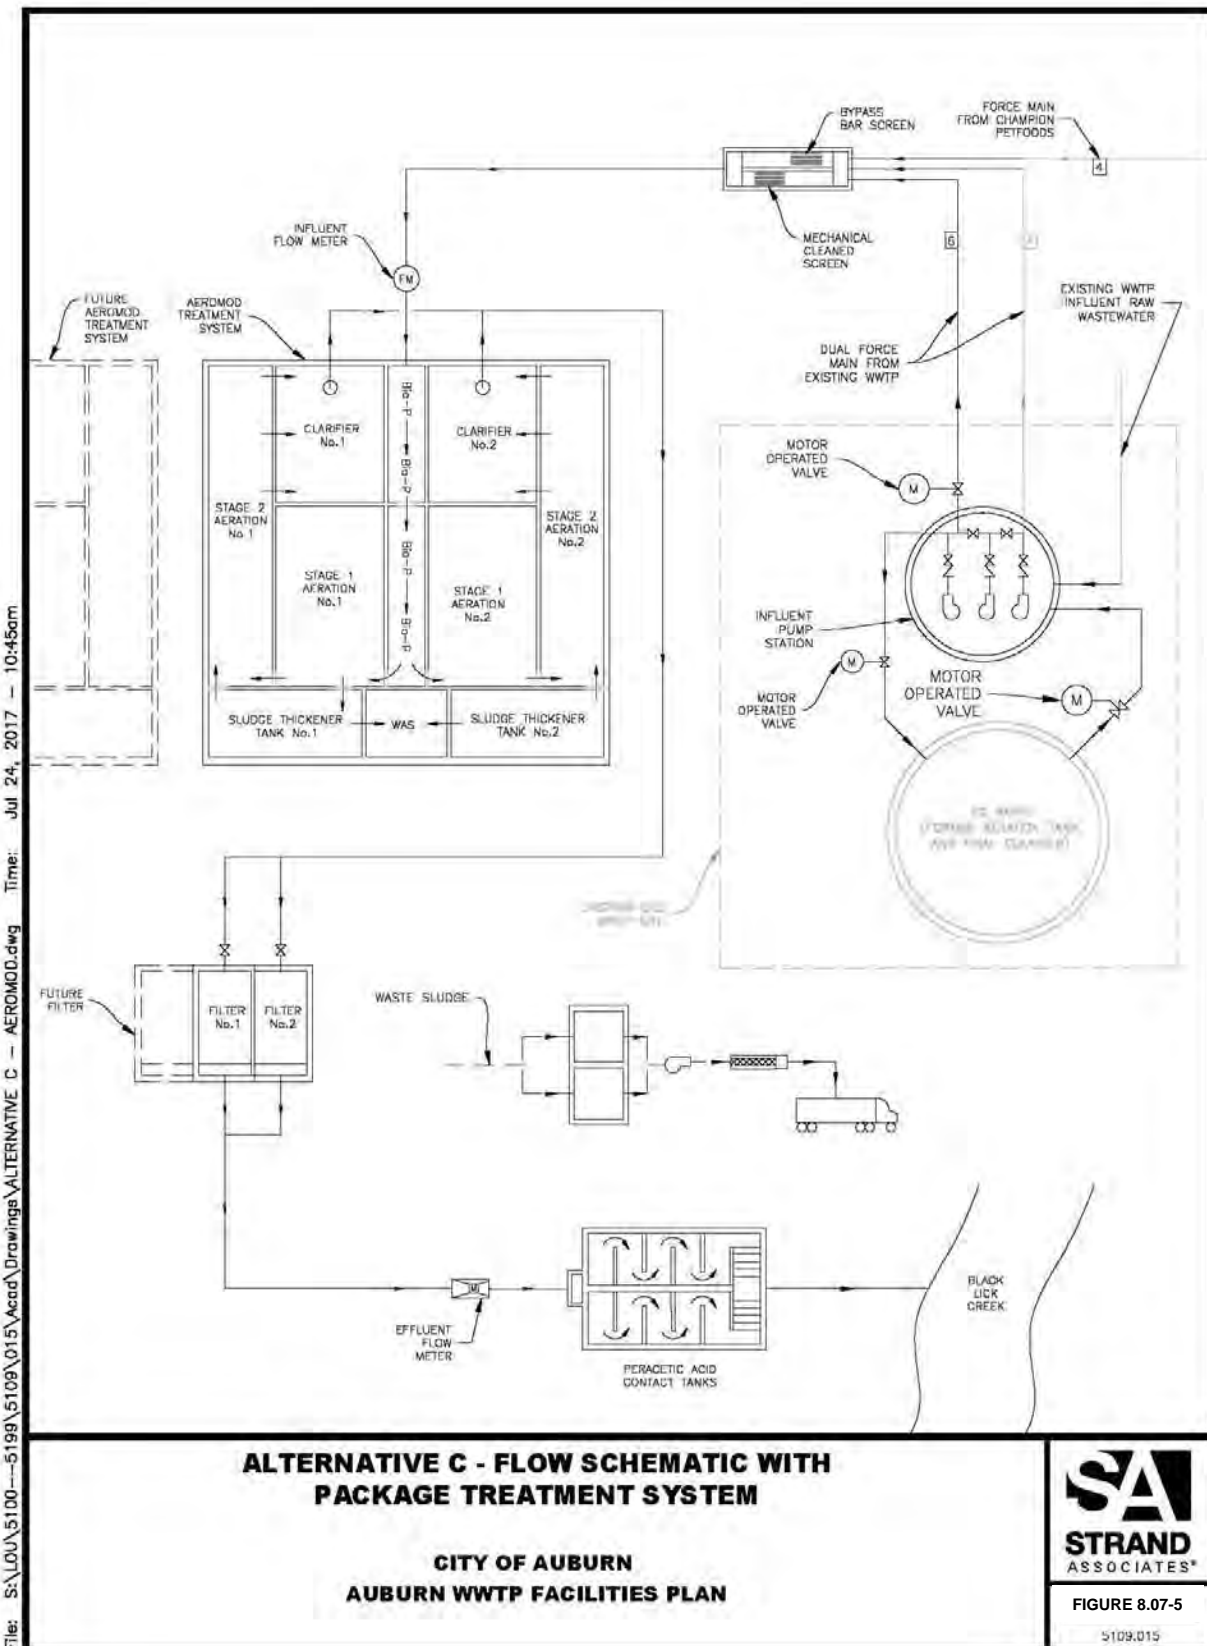 BYPASS
BAR SCREEN
FORCE MAIN
FROM CHAMPION
PETFOODS
4
INFLUENT
FLOW METER
FM
MECHANICAL
CLEANED
SCREEN
6
EXISTING WWTP
INFLUENT RAW
WASTEWATER
FUTURE
AEROMOD
TREATMENT
SYSTEM
AEROMOD
TREATMENT
SYSTEM
DUAL FORCE
MAIN FROM
EXISTING WWTP
Bio-P
Bio-P
Bio-P
Bio-P
CLARIFIER
No.1
CLARIFIER
No.2
MOTOR
OPERATED
VALVE
M
STAGE 2
AERATION
No.1
STAGE 2
AERATION
No.2
STAGE 1
AERATION
No.1
STAGE 1
AERATION
No.2
INFLUENT
PUMP
STATION
M
MOTOR
OPERATED
VALVE
MOTOR
OPERATED
VALVE
M
SLUDGE THICKENER
TANK No.1
WAS
SLUDGE THICKENER
TANK No.2
FUTURE
FILTER
FILTER
No.1
FILTER
No.2
WASTE SLUDGE
M
EFFLUENT
FLOW
METER
PERACETIC ACID
CONTACT TANKS
BLACK
LICK
CREEK
File: S:\LOU\5100---5199\5109\015\Acad\Drawings\ALTERNATIVE C - AEROMOD.dwg Time: Jul 24, 2017 - 10:45am
ALTERNATIVE C - FLOW SCHEMATIC WITH
PACKAGE TREATMENT SYSTEM
CITY OF AUBURN
AUBURN WWTP FACILITIES PLAN
SA
STRAND
ASSOCIATES®
FIGURE 8.07-5
5109.015